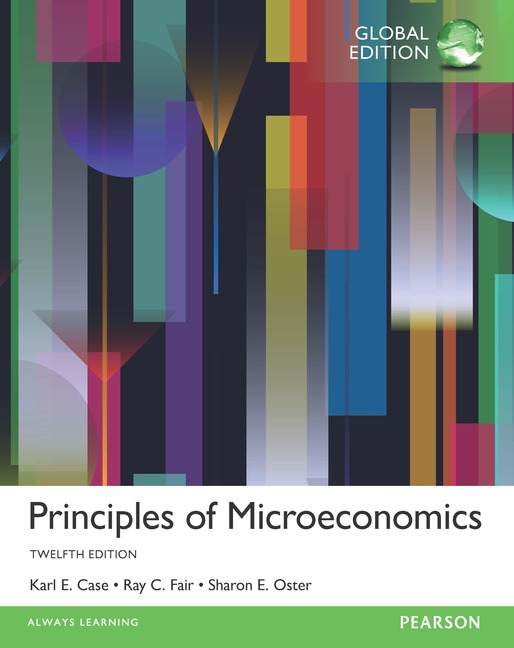 GLOBAL
EDITION
Principles of Microeconomics
TWELFTH EDITION
Karl E. Case • Ray C. Fair • Sharon E. Oster
ALWAYS LEARNING
PEARSON